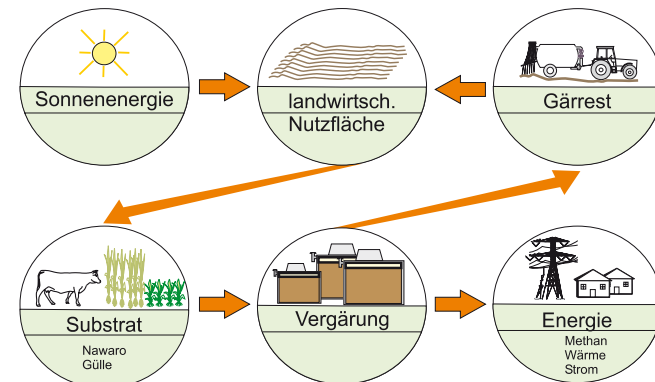 Sonnenenergie
landwirtsch.
Nutzfläche
Gärrest
Substrat
Nawaro
Gülle
Vergärung
Energie
Methan
Wärme
Strom